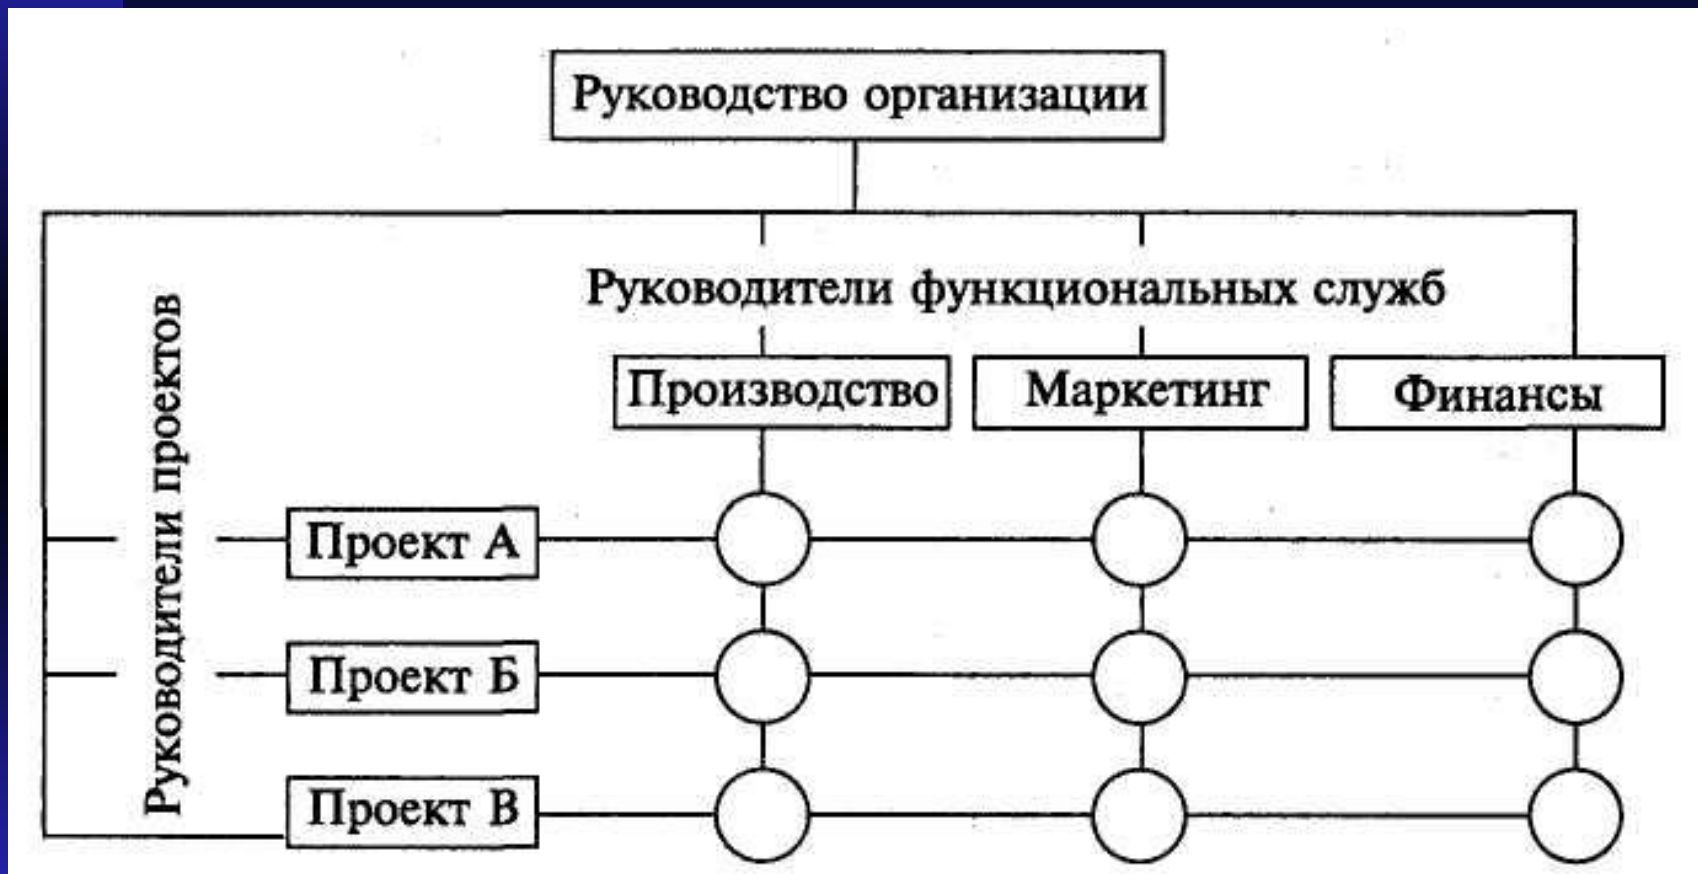 Руководство организации
Руководители функциональных служб
Руководители проектов
Производство
Маркетинг
Финансы
Проект А
Проект Б
Проект В